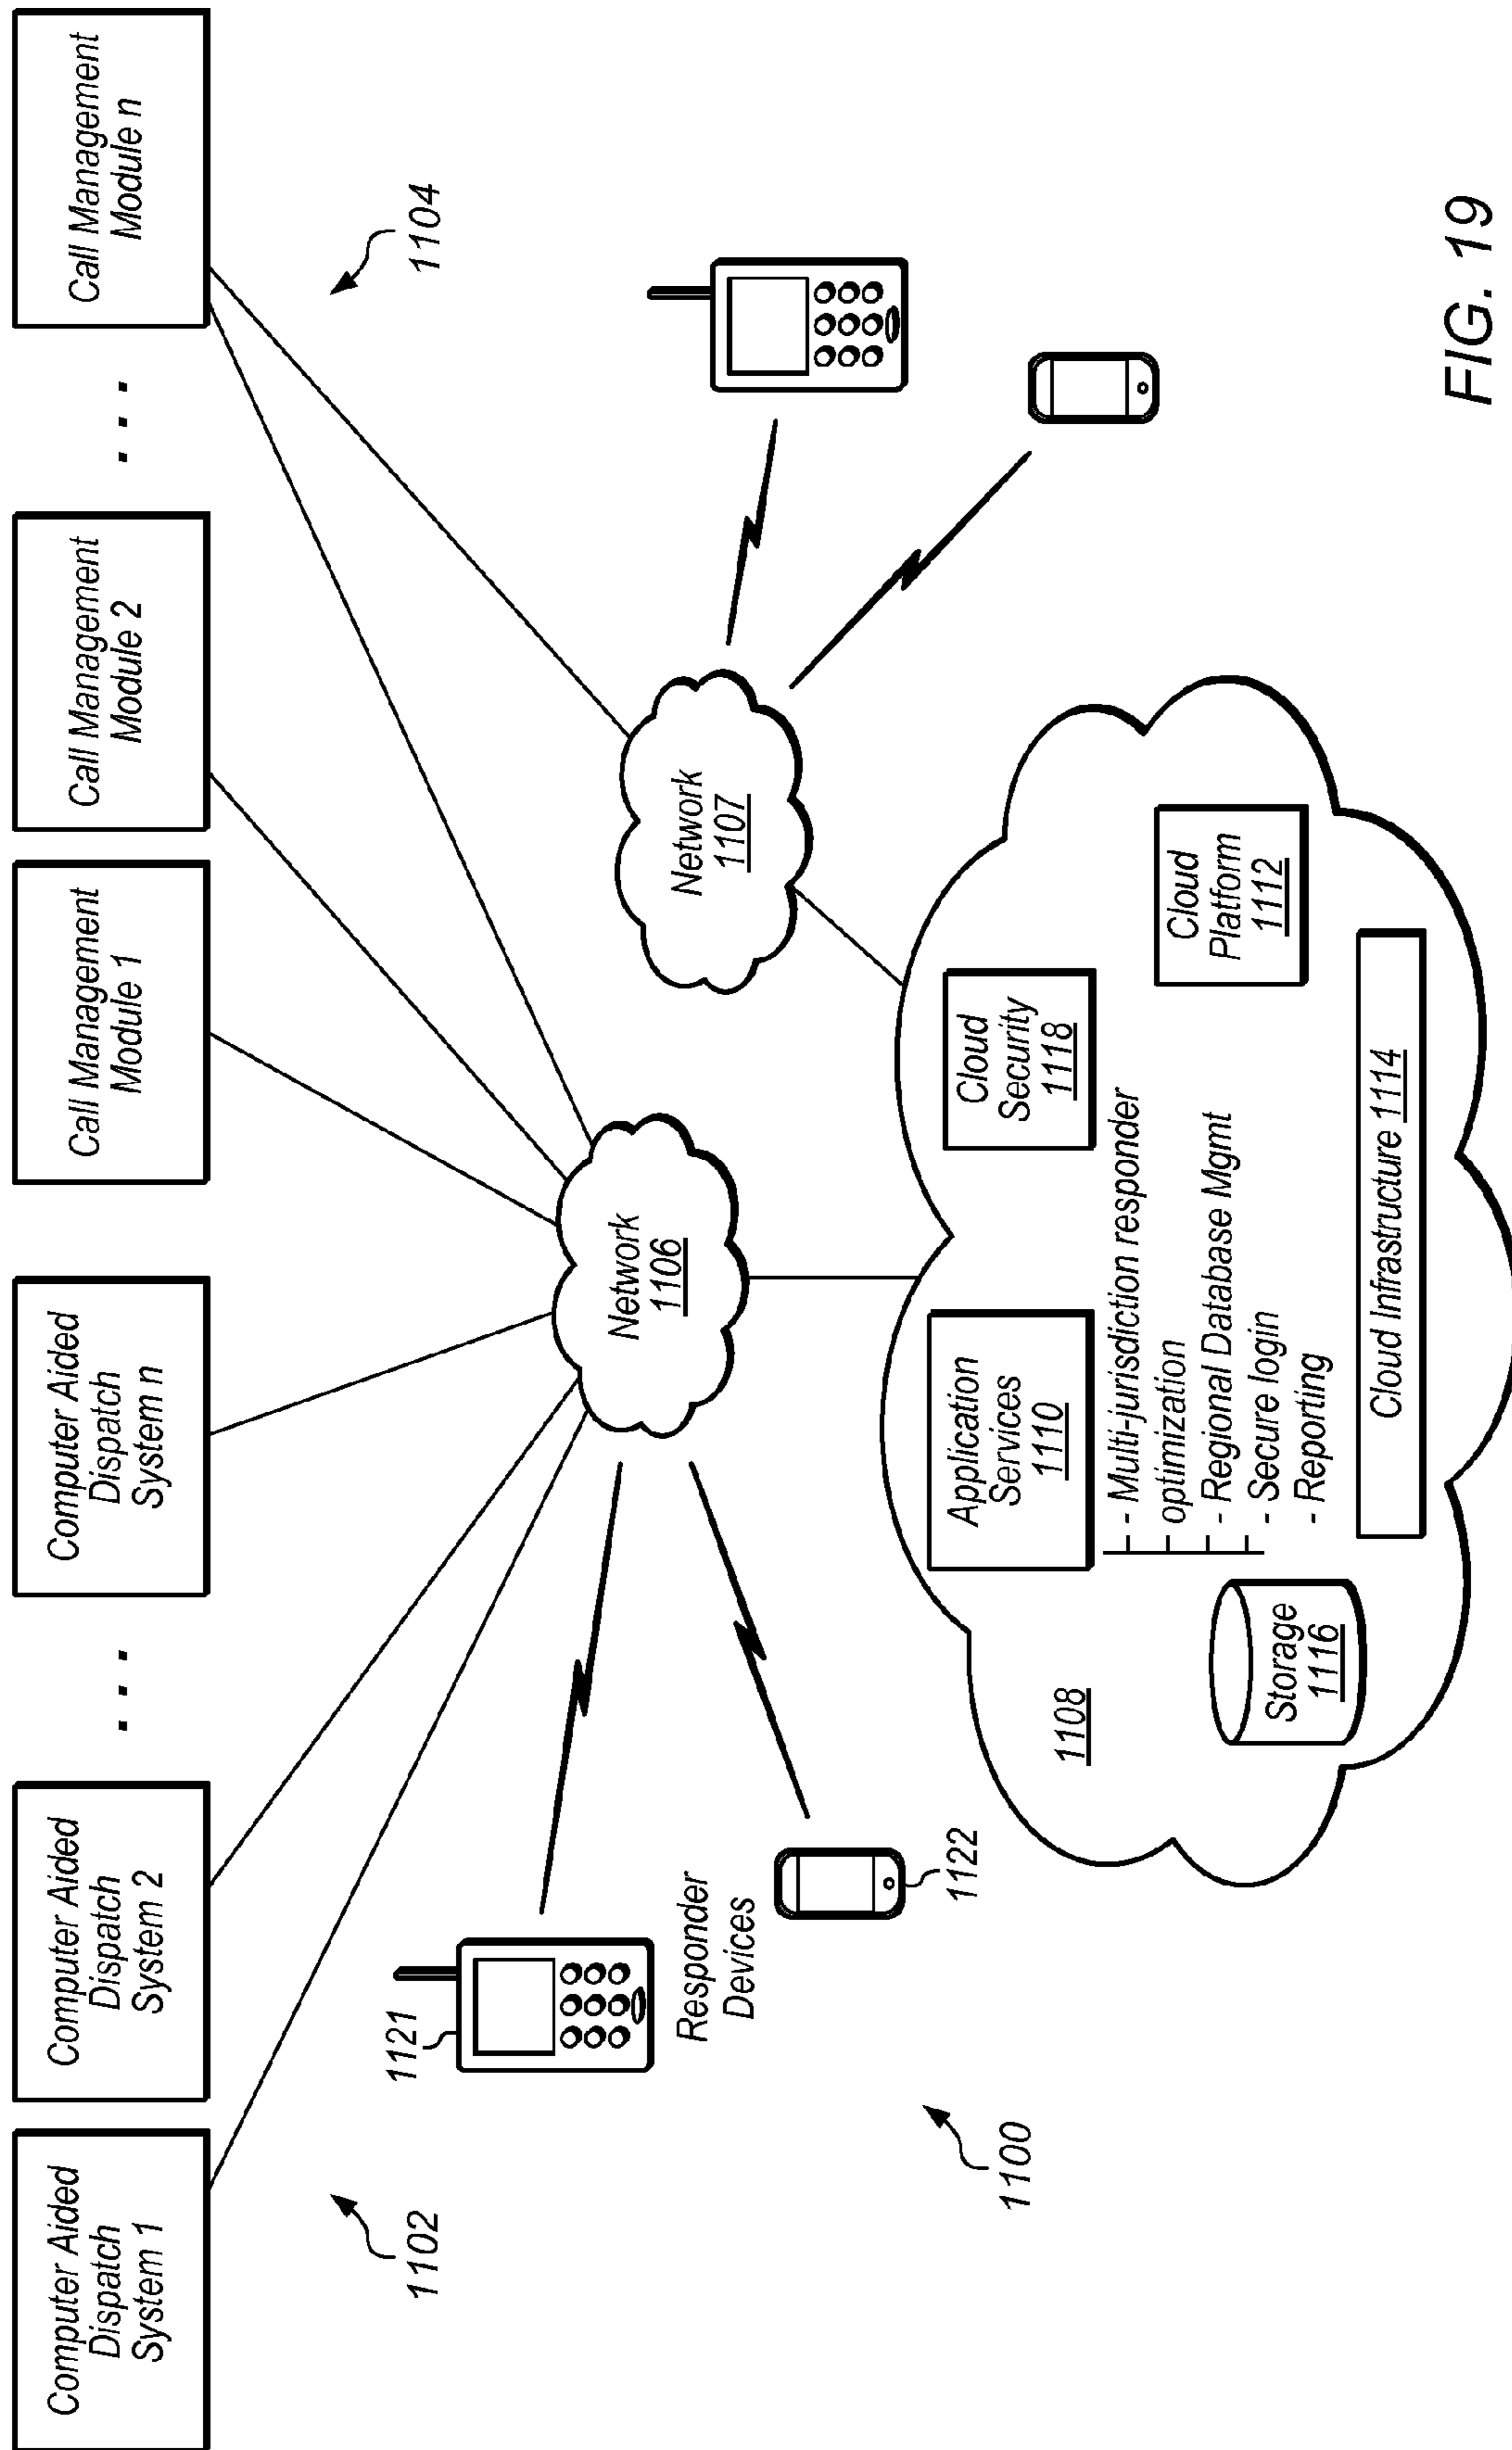 Computer Aided
Dispatch
System 1
Computer Aided
Dispatch
System 2
. . .
Computer Aided
Dispatch
System n
Call Management
Module 1
Call Management
Module 2
. . .
Call Management
Module n
1102
1104
1121
Responder
Devices
1122
1100
Network
1106
Network
1107
1108
Application
Services
1110
Cloud
Security
1118
- Multi-jurisdiction responder
optimization
- Regional Database Mgmt
- Secure login
- Reporting
Cloud
Platform
1112
Storage
1116
Cloud Infrastructure 1114
FIG. 19